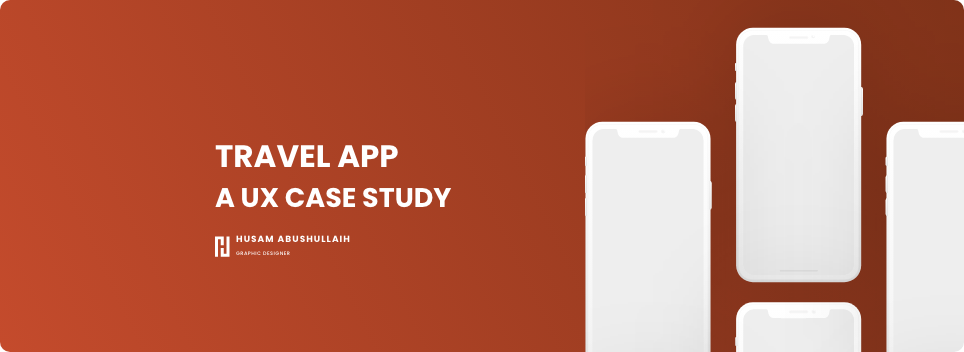 TRAVEL APP
A UX CASE STUDY
HUSAM ABUSHULLAIH
GRAPHIC DESIGNER